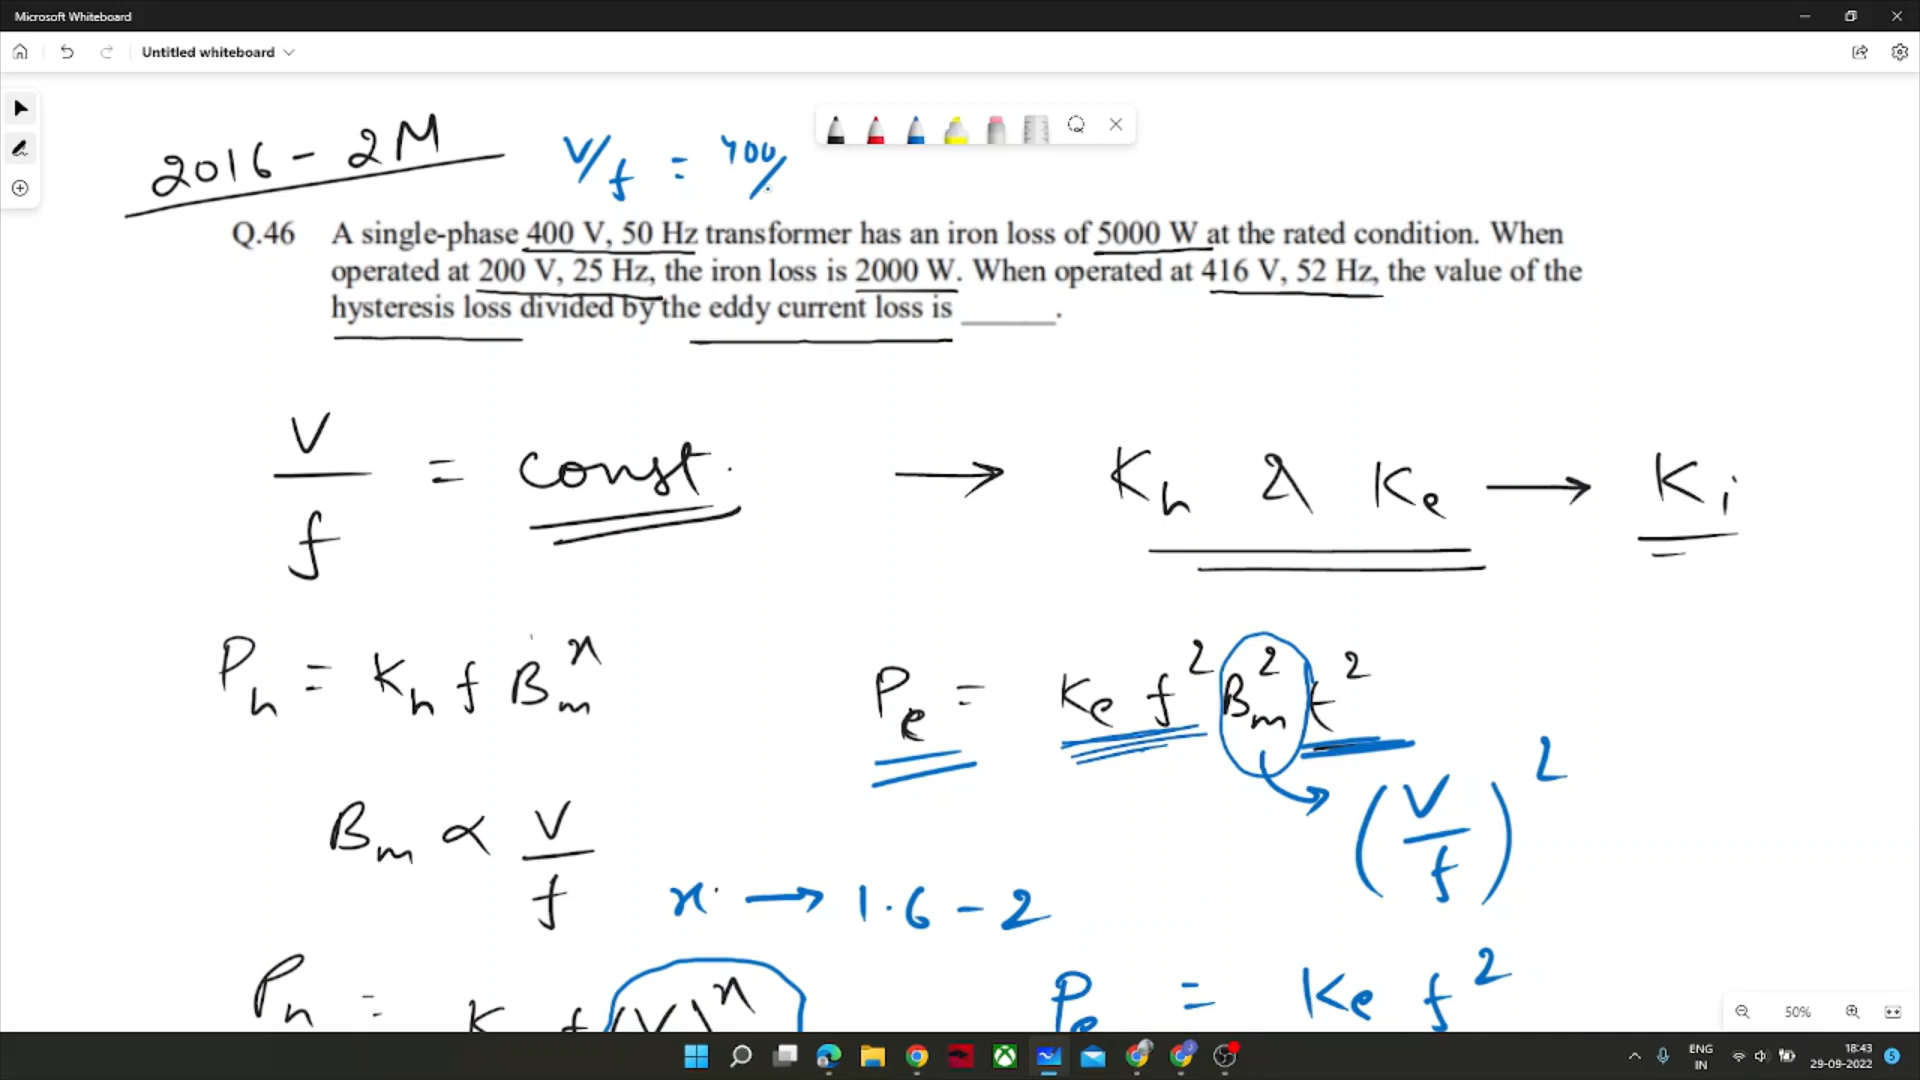 Microsoft Whiteboard
Untitled whiteboard
2016 - 2M
V/f = 400/
Q.46 A single-phase 400 V, 50 Hz transformer has an iron loss of 5000 W at the rated condition. When
operated at 200 V, 25 Hz, the iron loss is 2000 W. When operated at 416 V, 52 Hz, the value of the
hysteresis loss divided by the eddy current loss is ______.
V/f = const. → Kh & Ke → Ki
Ph = Kh f Bm^x
Pe = Ke f^2 Bm^2 t^2
(V/f)^2
Bm ∝ V/f
x → 1.6 - 2
Ph = K f (V)^x
Pe = Ke f^2
50%
ENG
IN
18:43
29-09-2022
5